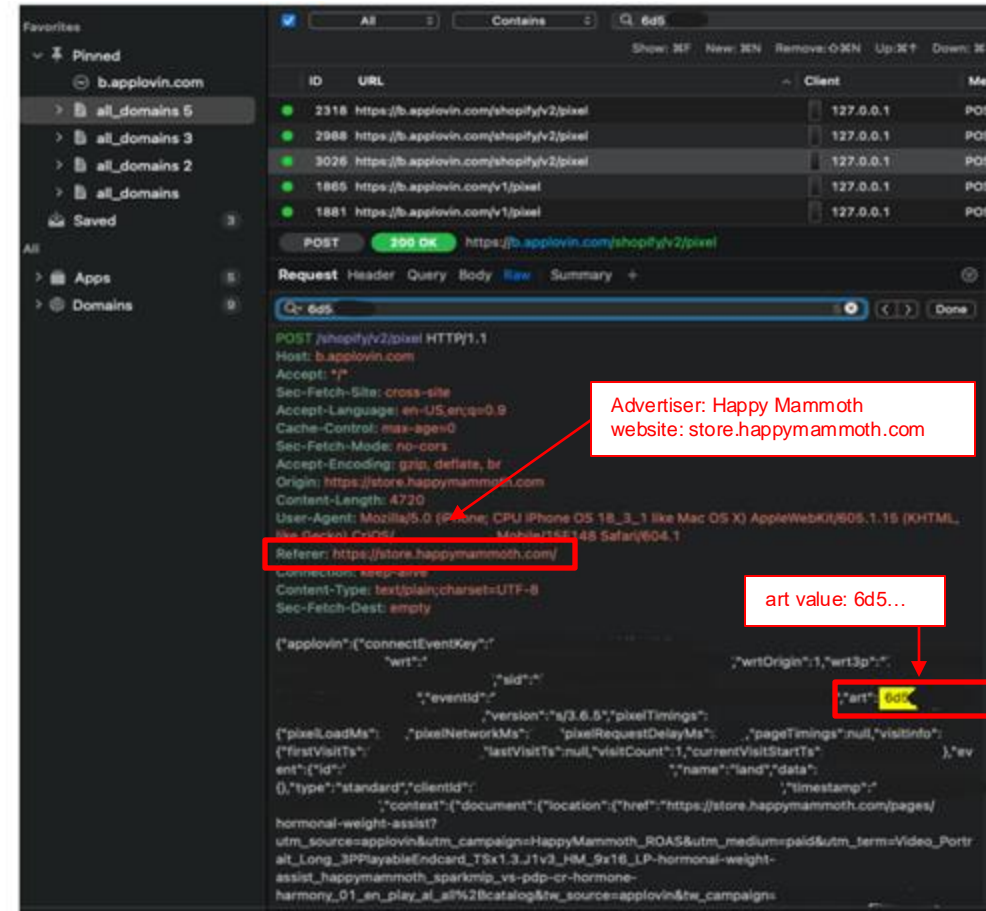 Favorites
Pinned
b.applovin.com
all_domains 5
all_domains 3
all_domains 2
all_domains
Saved 3
All
Apps 5
Domains 9
All Contains 6d5
Show: ⌘F New: ⌘N Remove: ⇧⌘N Up:⌘↑ Down: ⌘
ID URL Client Me
2318 https://b.applovin.com/shopify/v2/pixel 127.0.0.1 POS
2988 https://b.applovin.com/shopify/v2/pixel 127.0.0.1 POS
3026 https://b.applovin.com/shopify/v2/pixel 127.0.0.1 POS
1865 https://b.applovin.com/v1/pixel 127.0.0.1 POS
1881 https://b.applovin.com/v1/pixel 127.0.0.1 POS
POST 200 OK https://b.applovin.com/shopify/v2/pixel
Request Header Query Body Raw Summary +
6d5 Done
POST /shopify/v2/pixel HTTP/1.1
Host: b.applovin.com
Accept: */*
Sec-Fetch-Site: cross-site
Accept-Language: en-US,en;q=0.9
Cache-Control: max-age=0
Sec-Fetch-Mode: no-cors
Accept-Encoding: gzip, deflate, br
Origin: https://store.happymammoth.com
Content-Length: 4720
User-Agent: Mozilla/5.0 (iPhone; CPU iPhone OS 18_3_1 like Mac OS X) AppleWebKit/605.1.15 (KHTML,
like Gecko) CriOS/ Mobile/15E148 Safari/604.1
Referer: https://store.happymammoth.com/
Connection: keep-alive
Content-Type: text/plain;charset=UTF-8
Sec-Fetch-Dest: empty
Advertiser: Happy Mammoth
website: store.happymammoth.com
art value: 6d5...
{"applovin":{"connectEventKey":"
"wrt":" ,"wrtOrigin":1,"wrt3p":"
,"sid":"
","eventId":" ","art": 6d5
,"version":"s/3.6.5","pixelTimings":
{"pixelLoadMs": ,"pixelNetworkMs": "pixelRequestDelayMs": ,"pageTimings":null,"visitInfo":
{"firstVisitTs": ,"lastVisitTs":null,"visitCount":1,"currentVisitStartTs": },"ev
ent":{"id":" ","name":"land","data":
{},"type":"standard","clientId": ","timestamp":"
,"context":{"document":{"location":{"href":"https://store.happymammoth.com/pages/
hormonal-weight-assist?
utm_source=applovin&utm_campaign=HappyMammoth_ROAS&utm_medium=paid&utm_term=Video_Portr
ait_Long_3PPlayableEndcard_TSx1.3.J1v3_HM_9x16_LP-hormonal-weight-
assist_happymammoth_sparkmip_vs-pdp-cr-hormone-
harmony_01_en_play_al_all%2Bcatalog&tw_source=applovin&tw_campaign=